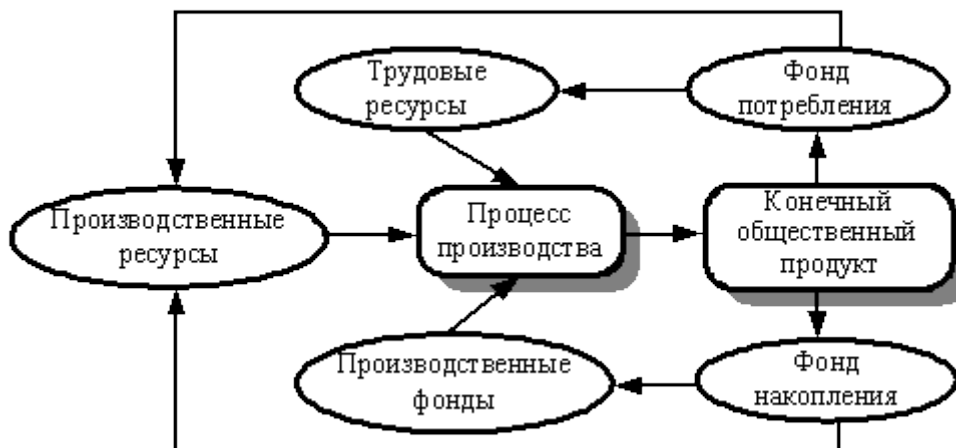 Трудовые
ресурсы
Фонд
потребления
Производственные
ресурсы
Процесс
производства
Конечный
общественный
продукт
Производственные
фонды
Фонд
накопления